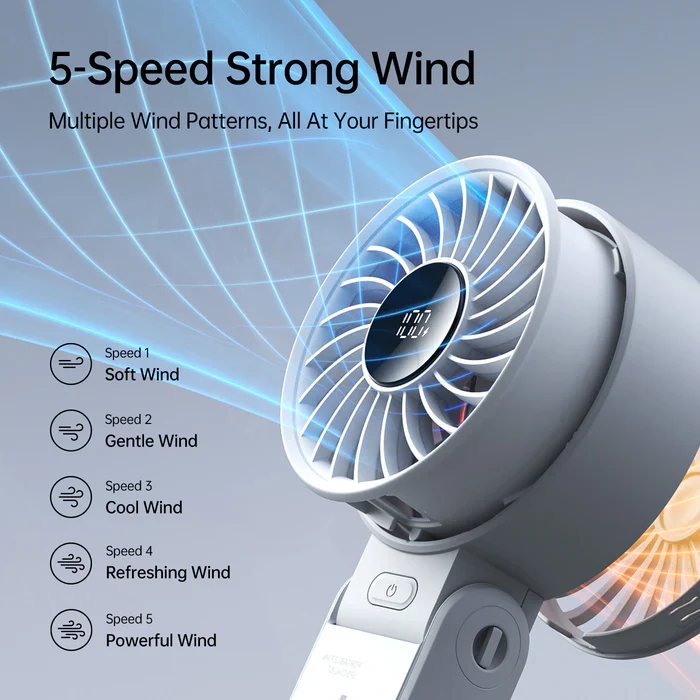 5-Speed Strong Wind
Multiple Wind Patterns, All At Your Fingertips
Speed 1
Soft Wind
Speed 2
Gentle Wind
Speed 3
Cool Wind
Speed 4
Refreshing Wind
Speed 5
Powerful Wind